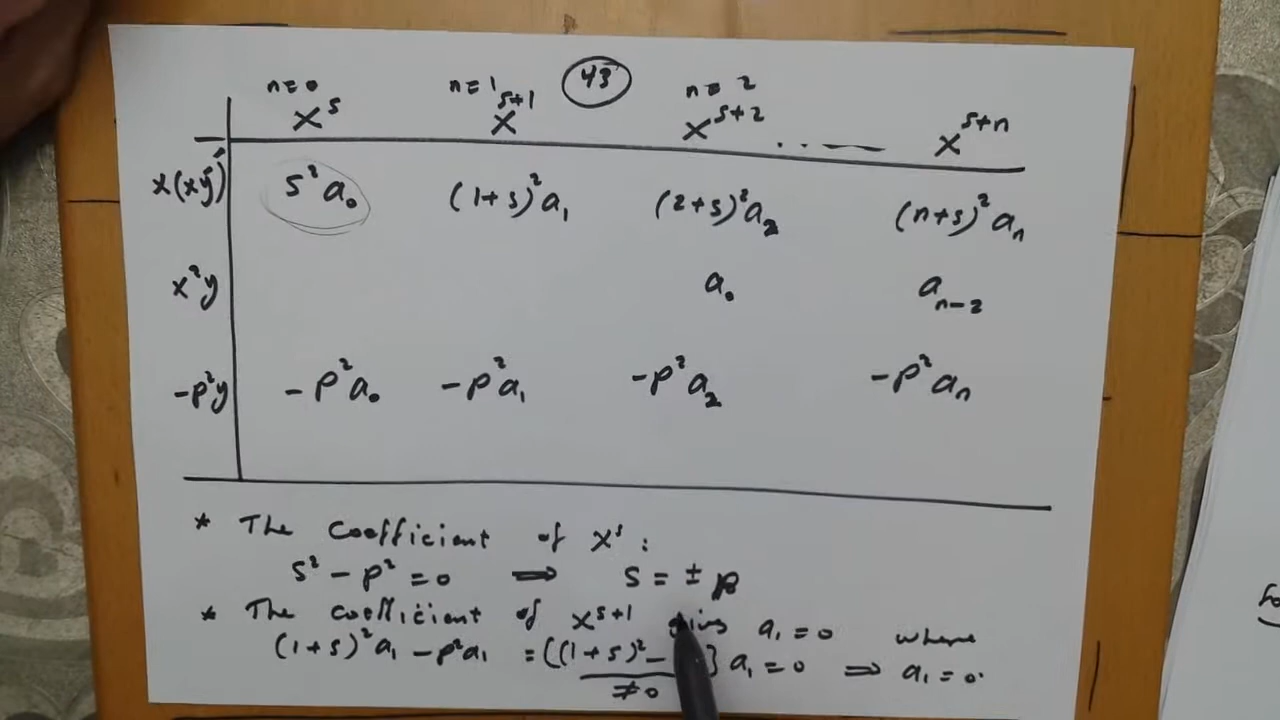 43
n=0 n=1 n=2
x^s x^{s+1} x^{s+2} ..— x^{s+n}
x(xy')' s²a₀ (1+s)²a₁ (2+s)²a₂ (n+s)²aₙ
x²y a₀ a_{n-2}
-p²y -p²a₀ -p²a₁ -p²a₂ -p²aₙ
* The coefficient of x^s :
s² - p² = 0 ⟹ s = ± p
* The coefficient of x^{s+1} a₁ = 0 where
(1+s)²a₁ - p²a₁ = ((1+s)² - ] a₁ = 0 ⟹ a₁ = 0.
≠0